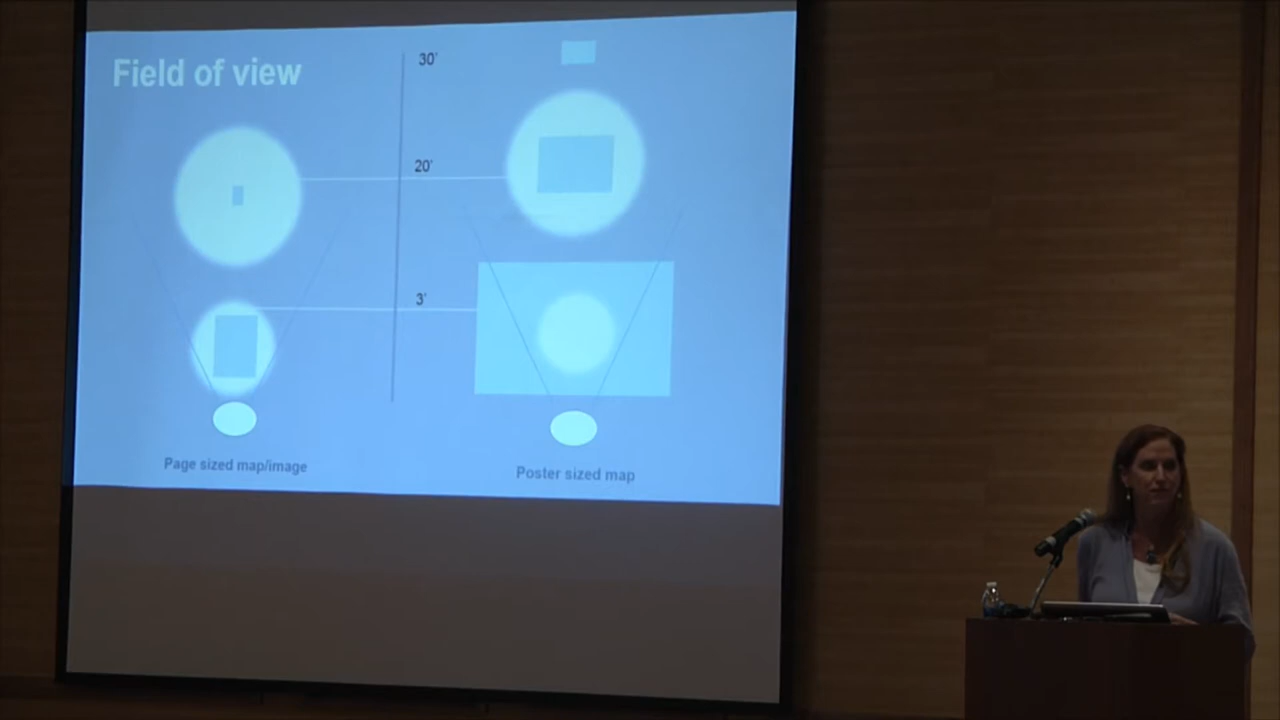 Field of view
30'
20'
3'
Page sized map/image
Poster sized map